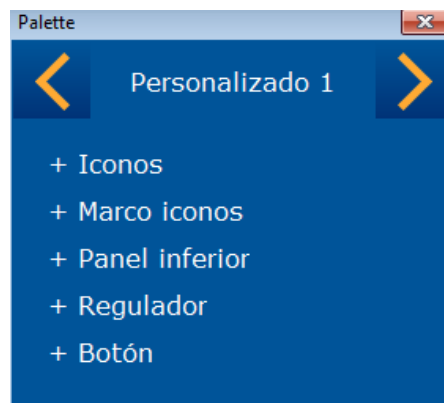 Palette
Personalizado 1
+ Iconos
+ Marco iconos
+ Panel inferior
+ Regulador
+ Botón